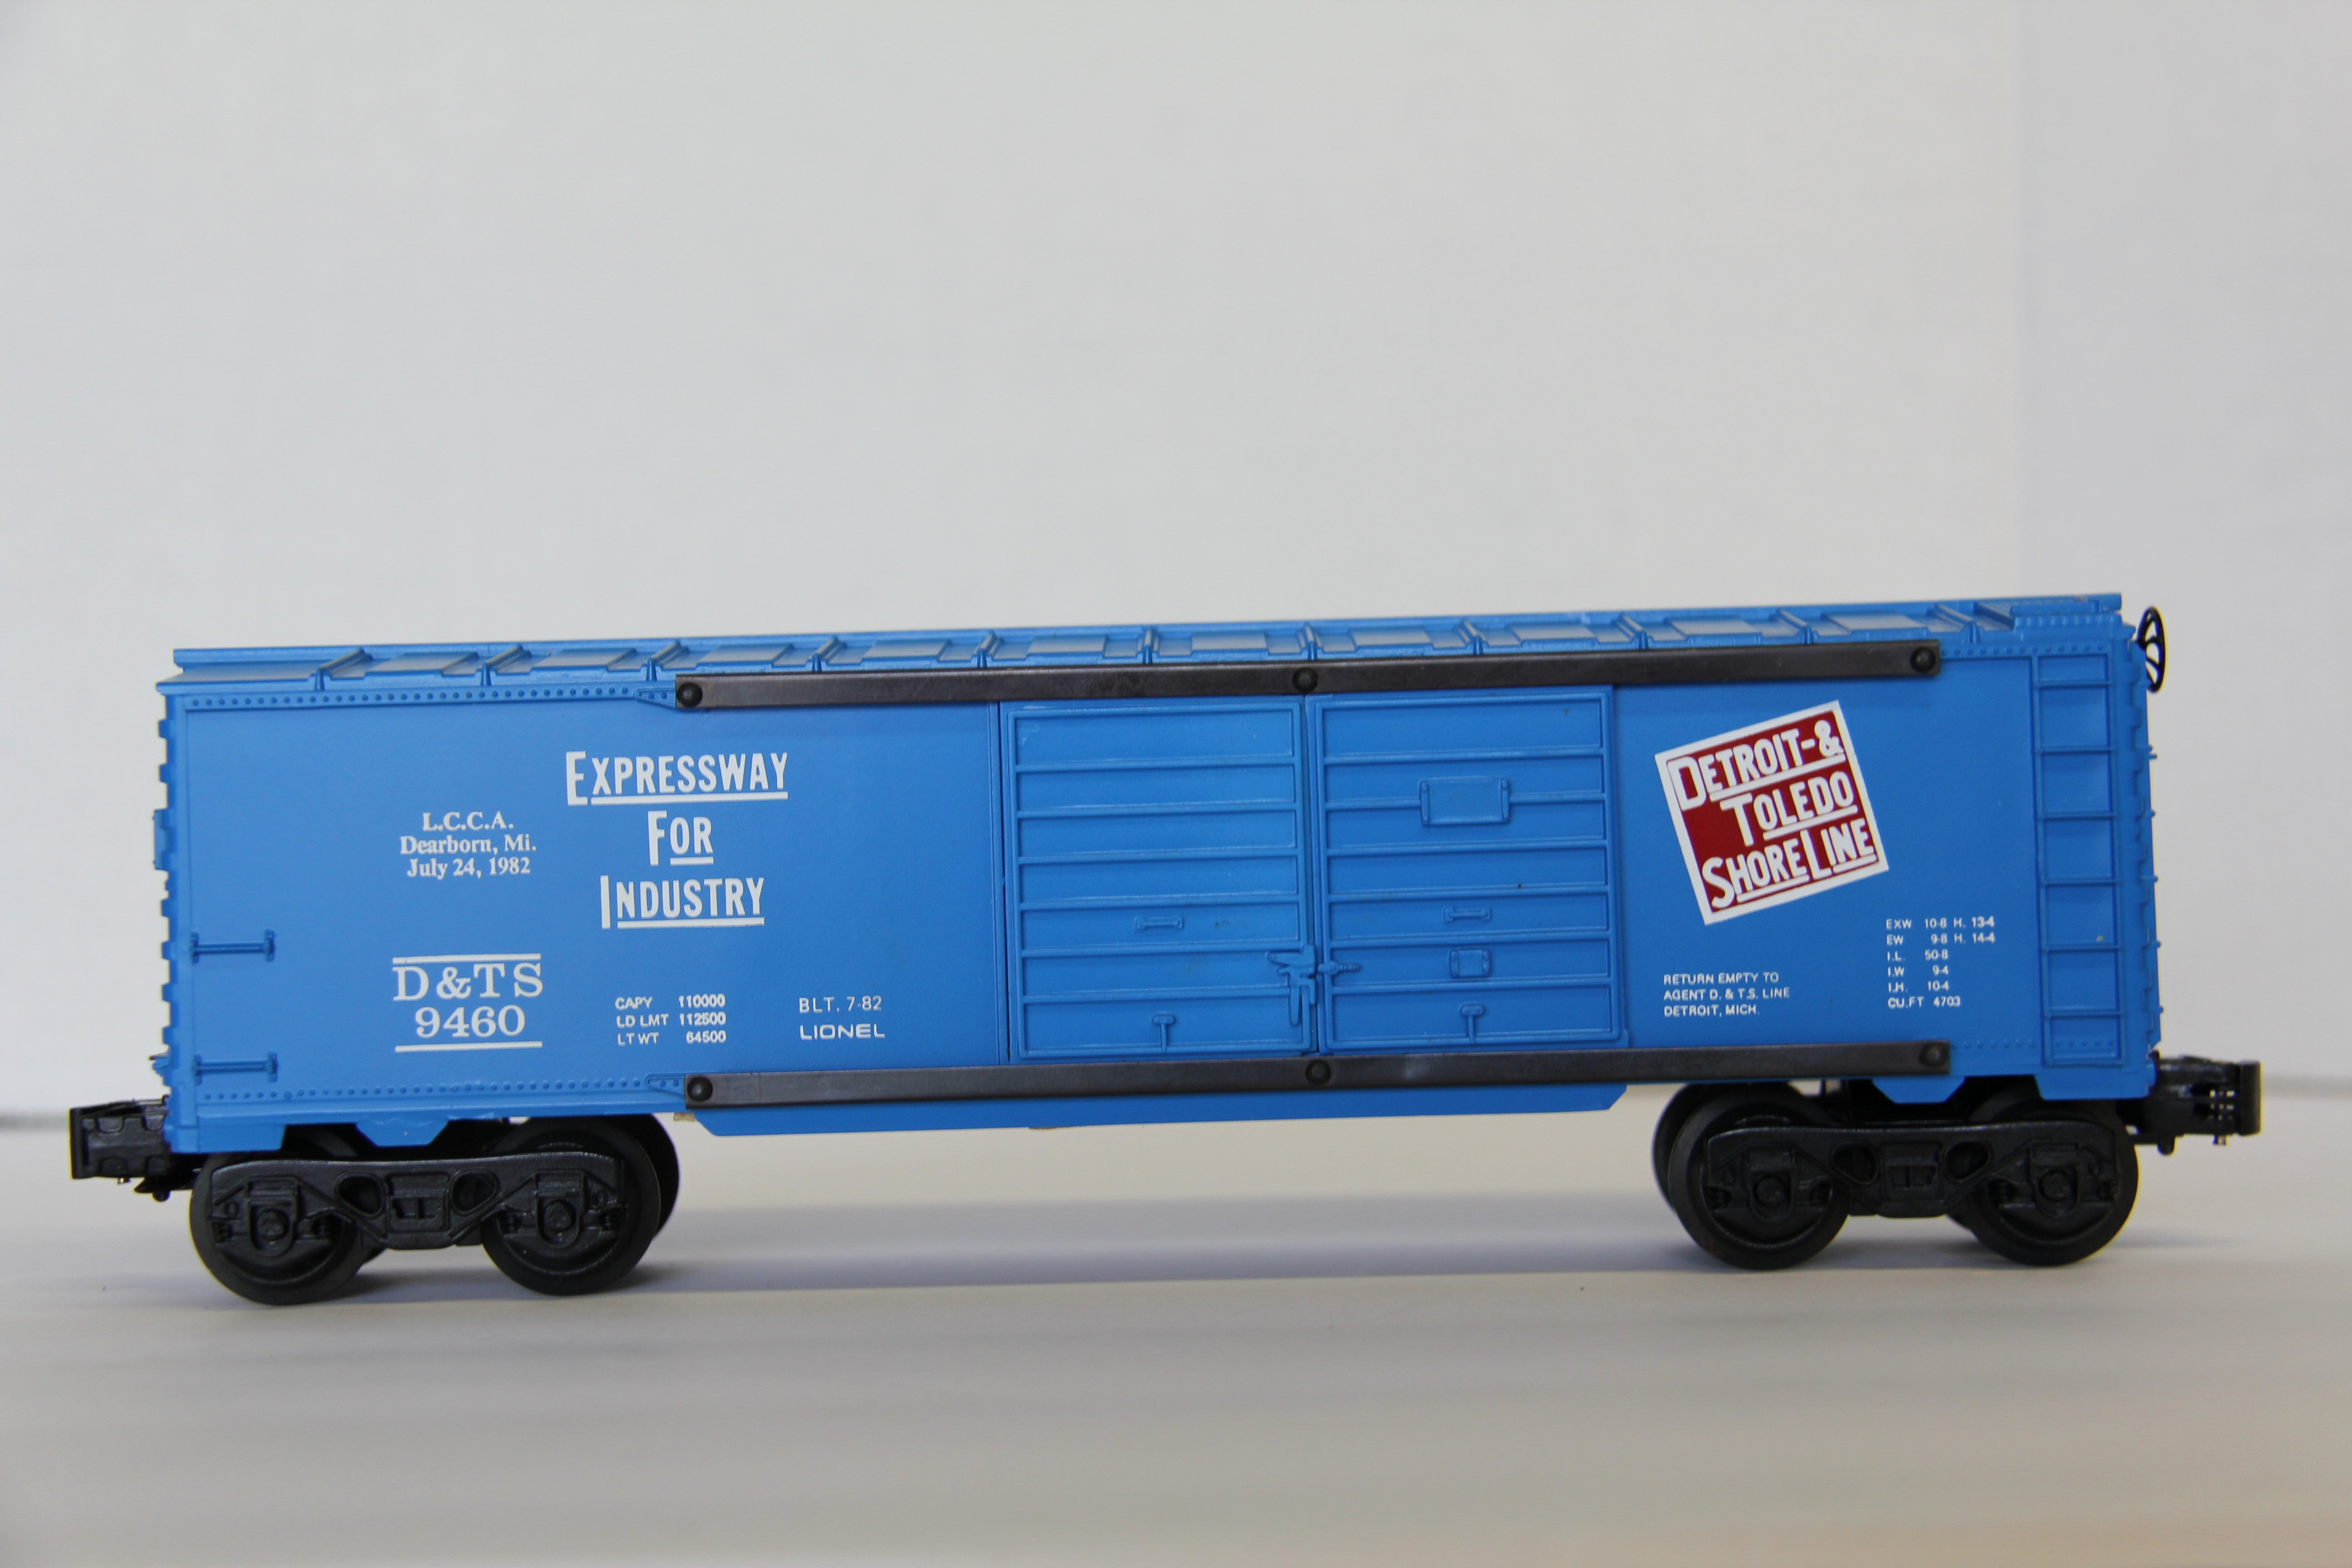 L.C.C.A.
Dearborn, Mi.
July 24, 1982
EXPRESSWAY
FOR
INDUSTRY
D&TS
9460
CAPY 110000
LD LMT 112500
LT WT 64500
BLT. 7-82
LIONEL
DETROIT-&
TOLEDO
SHORE LINE
RETURN EMPTY TO
AGENT D. & T.S. LINE
DETROIT, MICH.
EXW 10-8 H. 13-4
EW 9-8 H. 14-4
I.L. 50-8
I.W 9-4
I.H. 10-4
CU.FT 4703